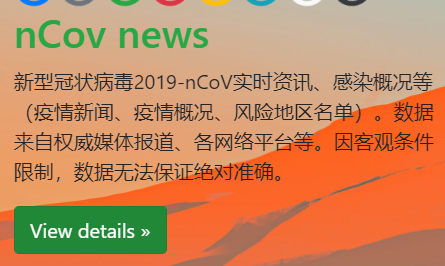 nCov news
新型冠状病毒2019-nCoV实时资讯、感染概况等
（疫情新闻、疫情概况、风险地区名单）。数据
来自权威媒体报道、各网络平台等。因客观条件
限制，数据无法保证绝对准确。
View details »